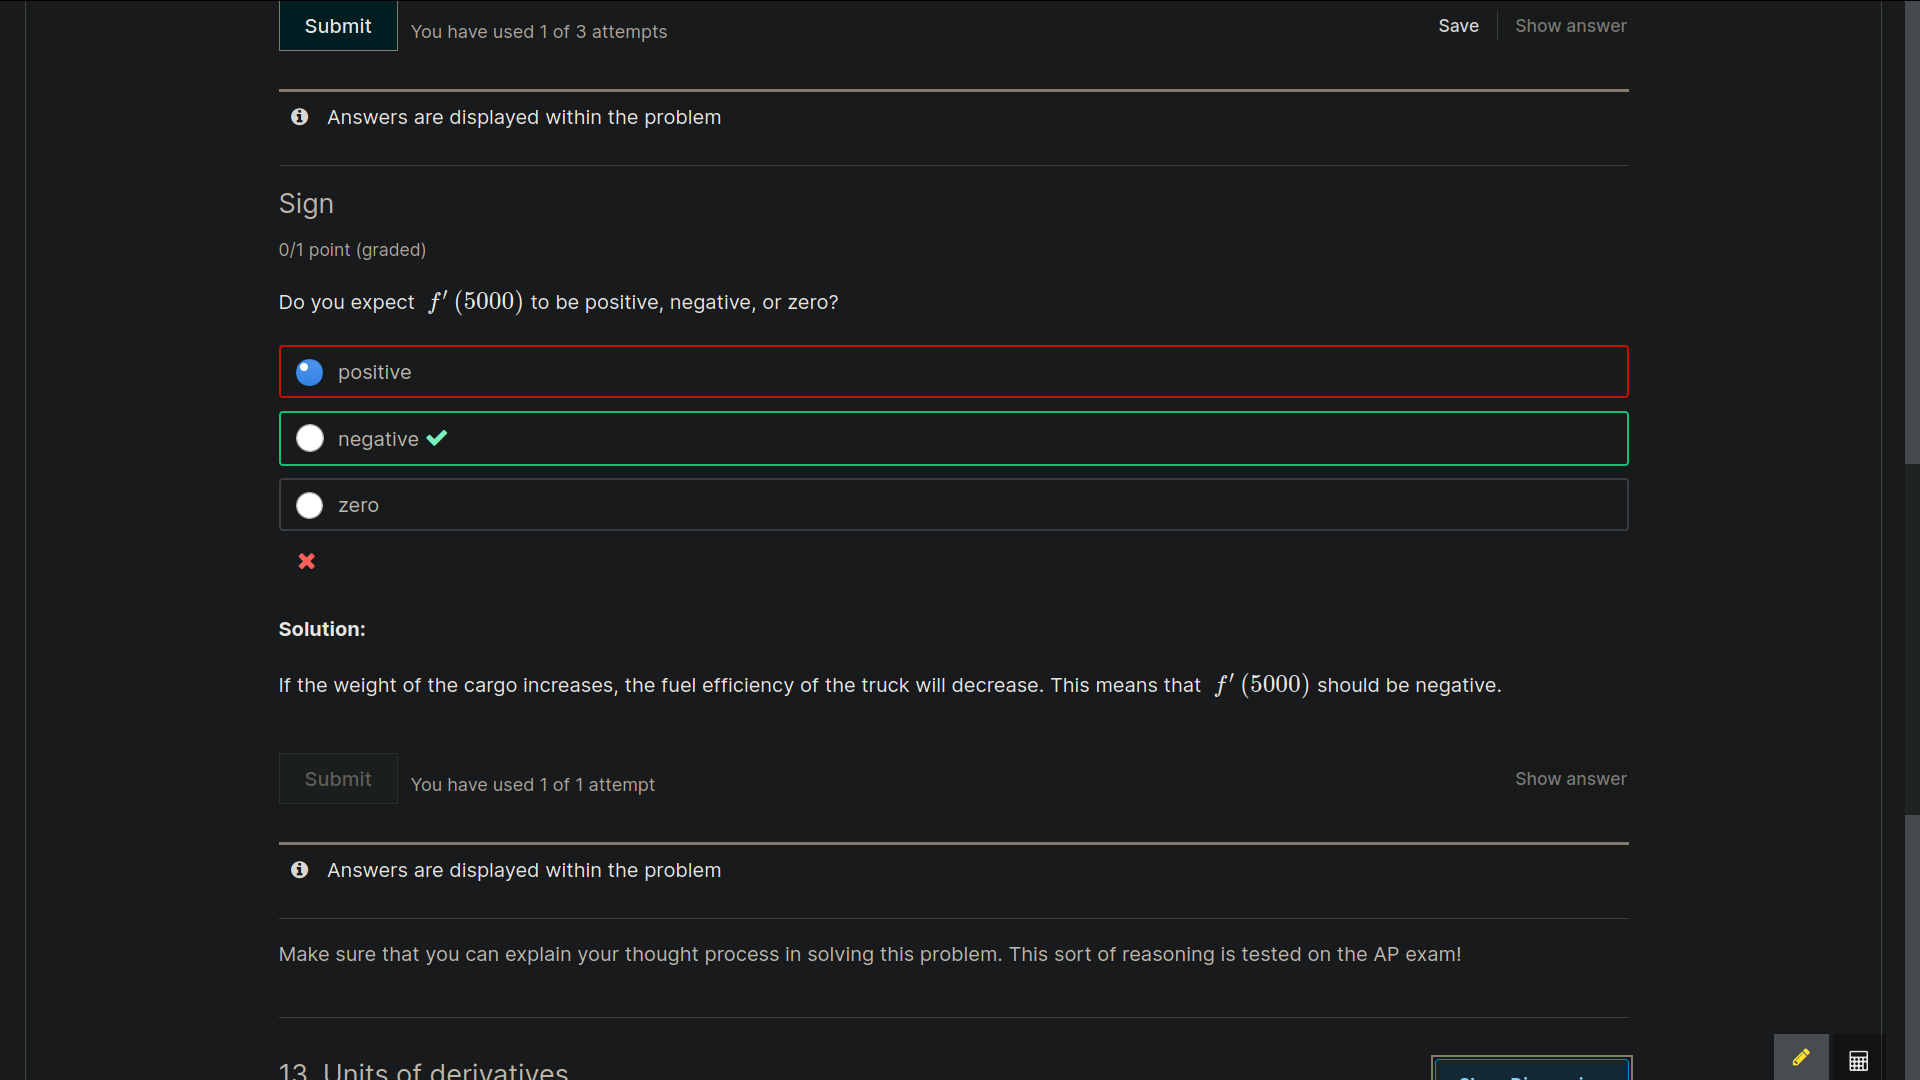 Submit
You have used 1 of 3 attempts
Save
Show answer
Answers are displayed within the problem
Sign
0/1 point (graded)
Do you expect f′(5000) to be positive, negative, or zero?
positive
negative
zero
Solution:
If the weight of the cargo increases, the fuel efficiency of the truck will decrease. This means that f′(5000) should be negative.
Submit
You have used 1 of 1 attempt
Show answer
Answers are displayed within the problem
Make sure that you can explain your thought process in solving this problem. This sort of reasoning is tested on the AP exam!
13. Units of derivatives